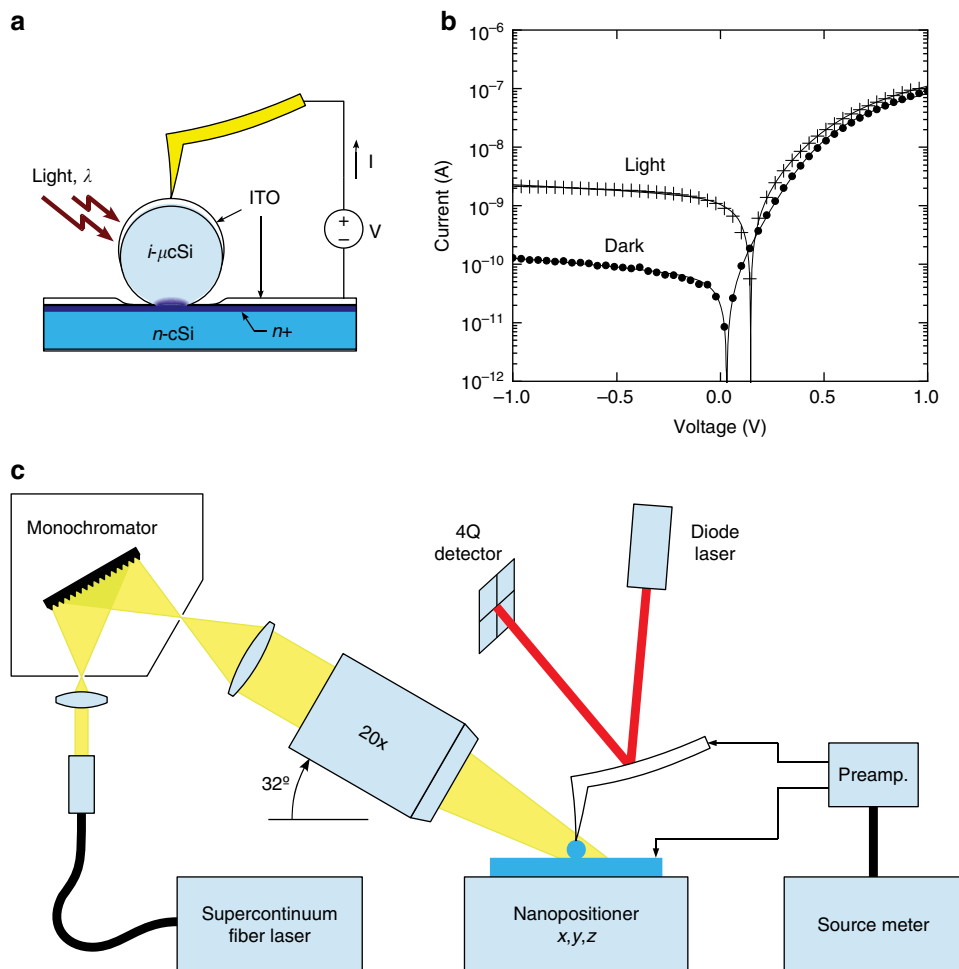 a
Light, λ
ITO
I
+
−
V
i-μcSi
n-cSi
n+
b
10⁻⁶
10⁻⁷
10⁻⁸
10⁻⁹
10⁻¹⁰
10⁻¹¹
10⁻¹²
Current (A)
Light
Dark
−1.0
−0.5
0.0
0.5
1.0
Voltage (V)
c
Monochromator
4Q
detector
Diode
laser
20x
32º
Preamp.
Supercontinuum
fiber laser
Nanopositioner
x,y,z
Source meter